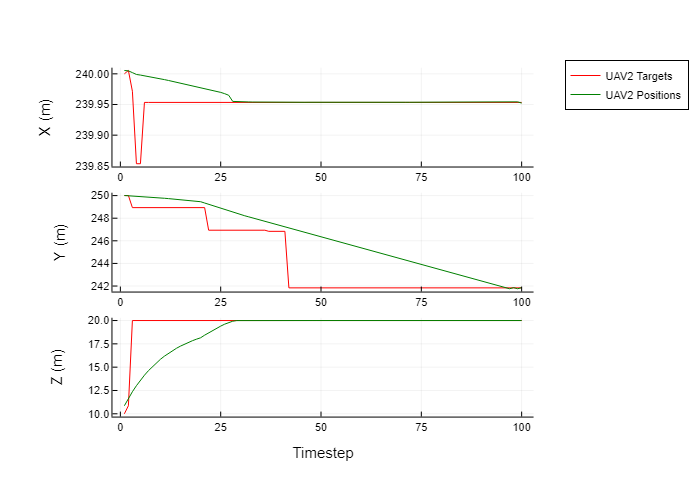 UAV2 Targets
UAV2 Positions
X (m)
240.00
239.95
239.90
239.85
0 25 50 75 100
Y (m)
250
248
246
244
242
0 25 50 75 100
Z (m)
20.0
17.5
15.0
12.5
10.0
0 25 50 75 100
Timestep